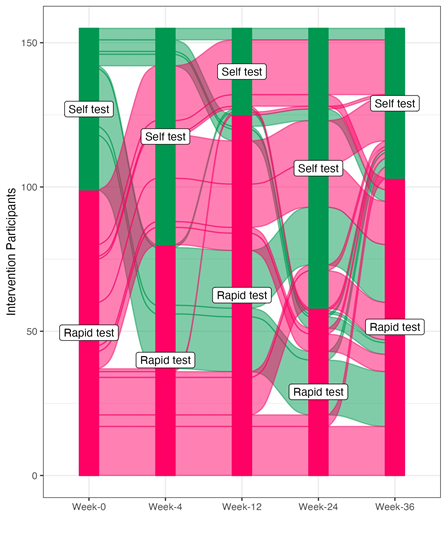 150
100
50
0
Intervention Participants
Self test
Rapid test
Self test
Rapid test
Self test
Rapid test
Self test
Rapid test
Self test
Rapid test
Week-0
Week-4
Week-12
Week-24
Week-36